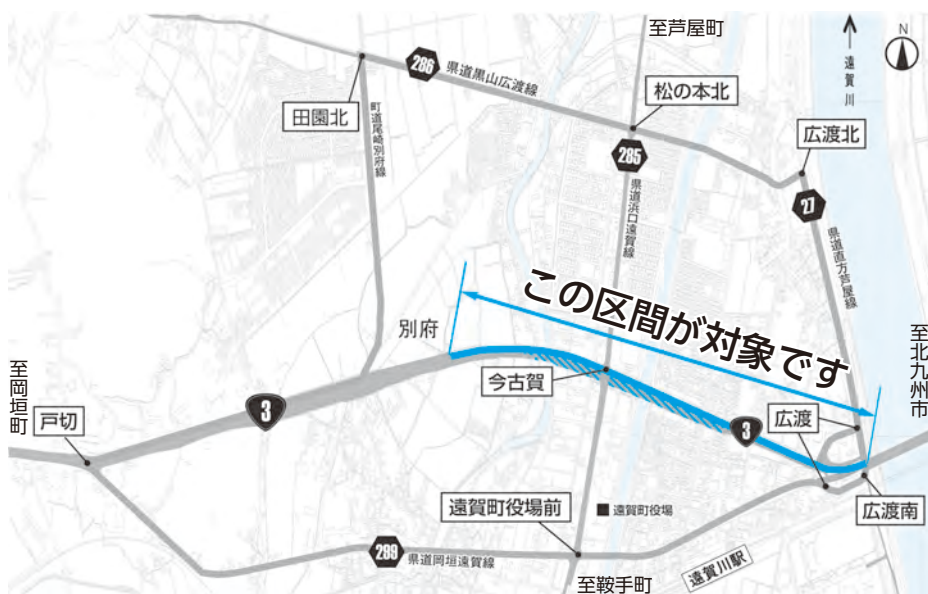 至芦屋町
N
遠賀川
286
県道黒山広渡線
松の本北
田園北
町道尾崎別府線
285
県道浜口遠賀線
広渡北
27
県道直方芦屋線
この区間が対象です
別府
至岡垣町
戸切
3
今古賀
3
広渡
至北九州市
遠賀町役場前
遠賀町役場
広渡南
289
県道岡垣遠賀線
遠賀川駅
至鞍手町